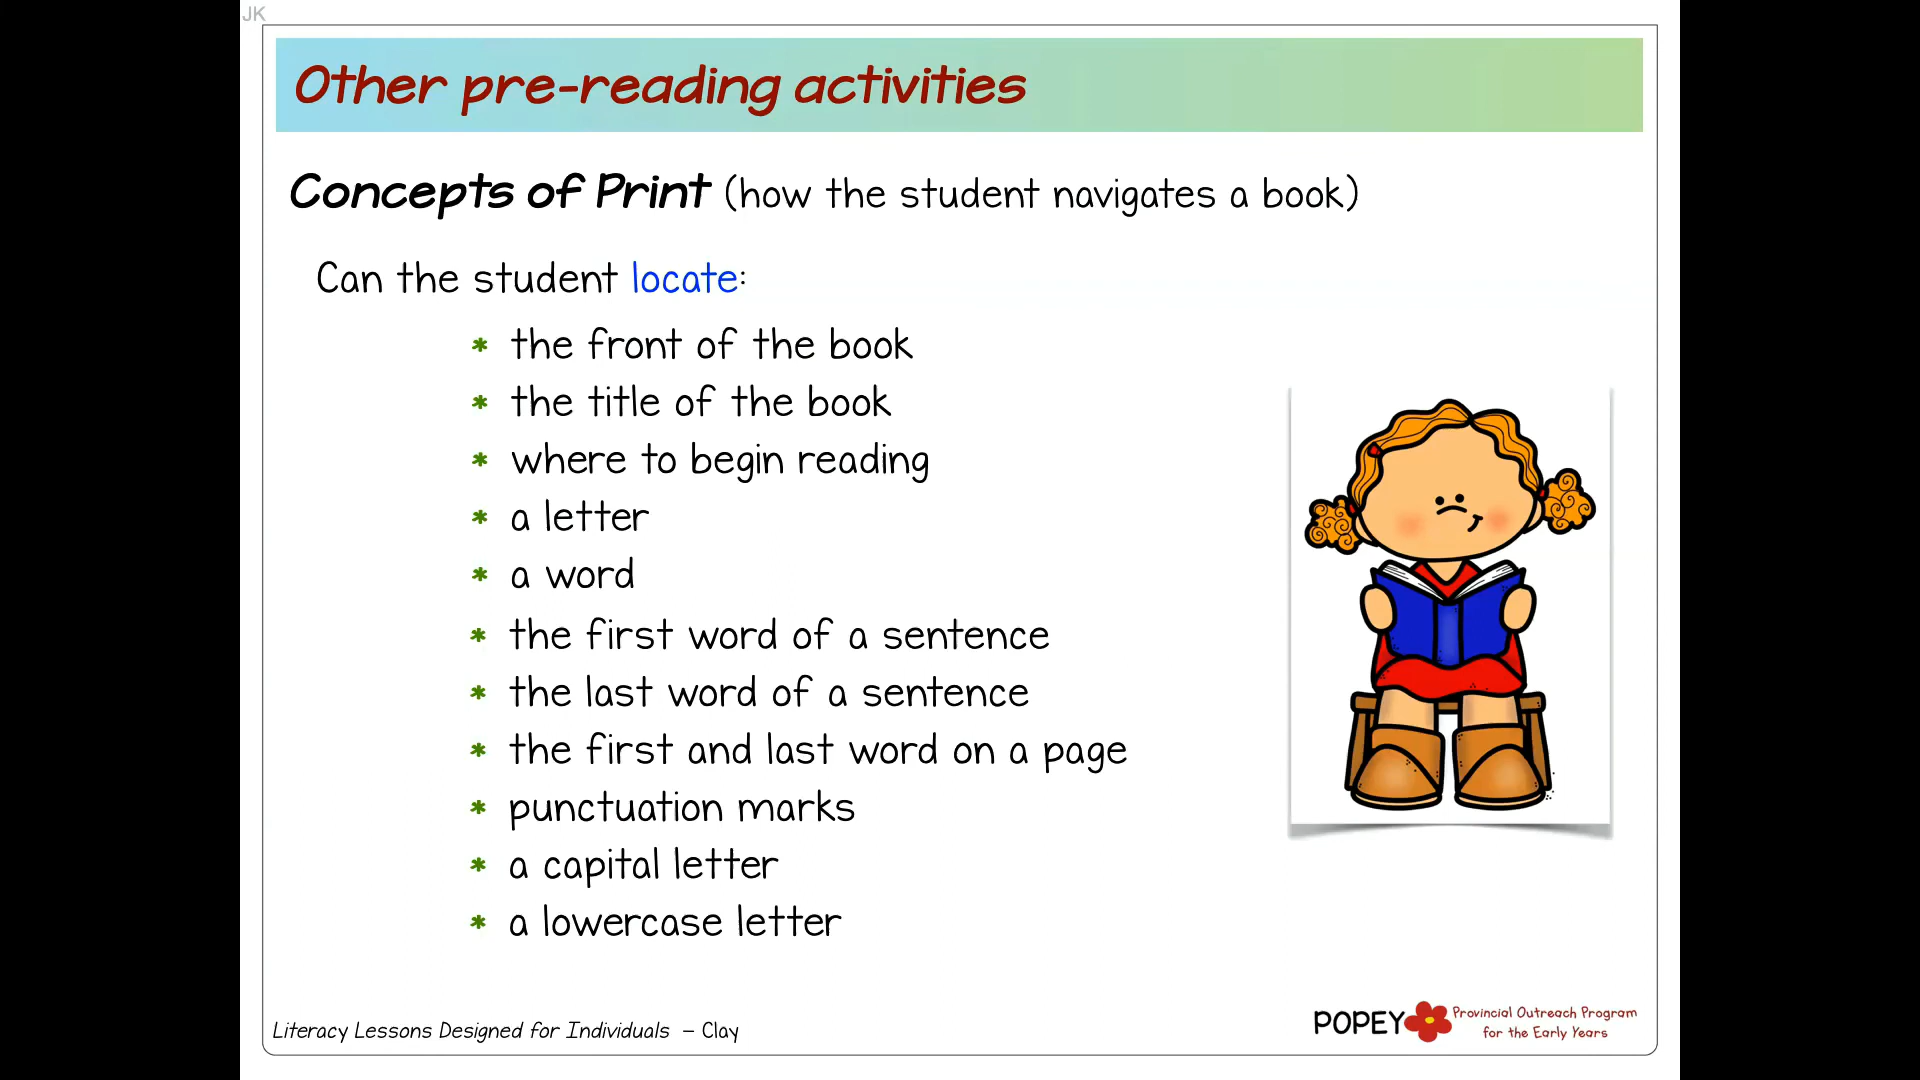 JK
Other pre-reading activities
Concepts of Print (how the student navigates a book)
Can the student locate:
* the front of the book
* the title of the book
* where to begin reading
* a letter
* a word
* the first word of a sentence
* the last word of a sentence
* the first and last word on a page
* punctuation marks
* a capital letter
* a lowercase letter
Literacy Lessons Designed for Individuals – Clay
POPEY Provincial Outreach Program
for the Early Years